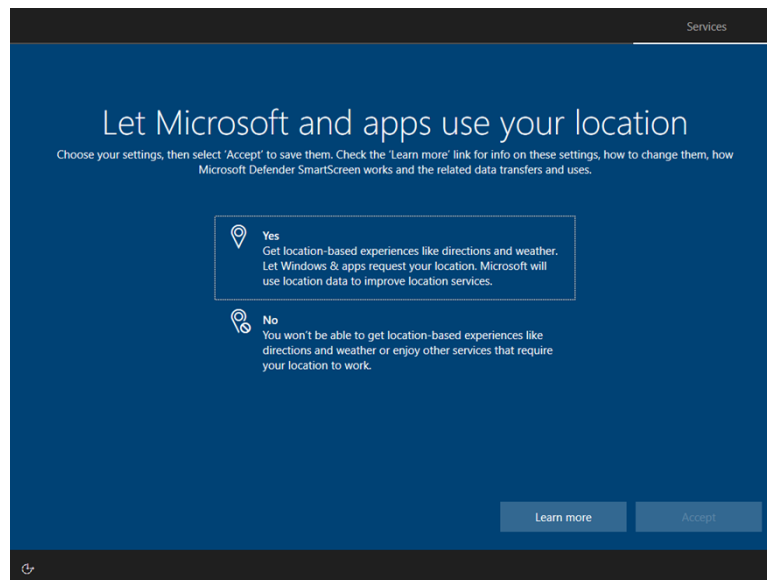 Services
Let Microsoft and apps use your location
Choose your settings, then select 'Accept' to save them. Check the 'Learn more' link for info on these settings, how to change them, how
Microsoft Defender SmartScreen works and the related data transfers and uses.
Yes
Get location-based experiences like directions and weather.
Let Windows & apps request your location. Microsoft will
use location data to improve location services.
No
You won't be able to get location-based experiences like
directions and weather or enjoy other services that require
your location to work.
Learn more
Accept